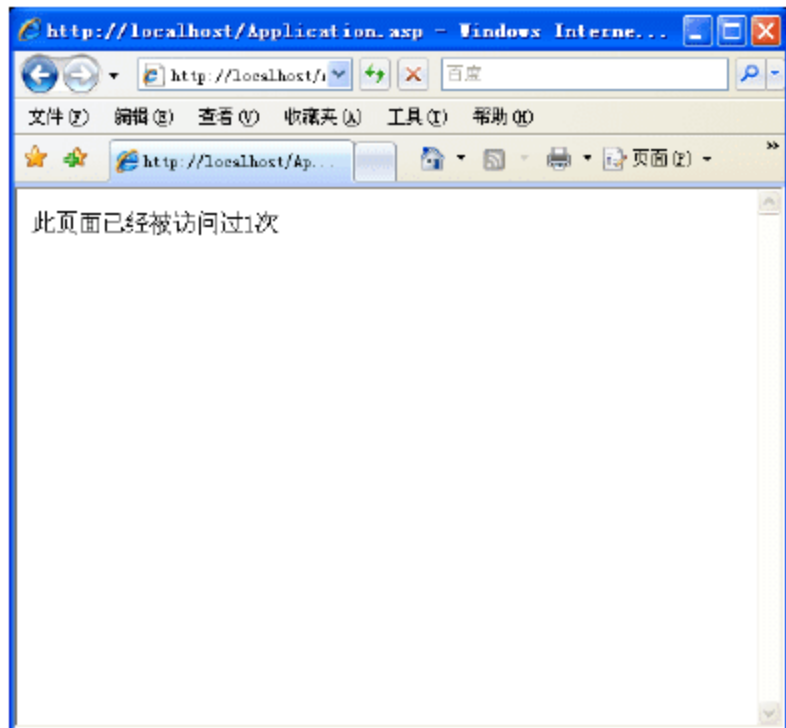 http://localhost/Application.asp - Windows Interne...
http://localhost/
百度
文件(F) 编辑(E) 查看(V) 收藏夹(A) 工具(T) 帮助(H)
http://localhost/Ap... 页面(P)
此页面已经被访问过1次